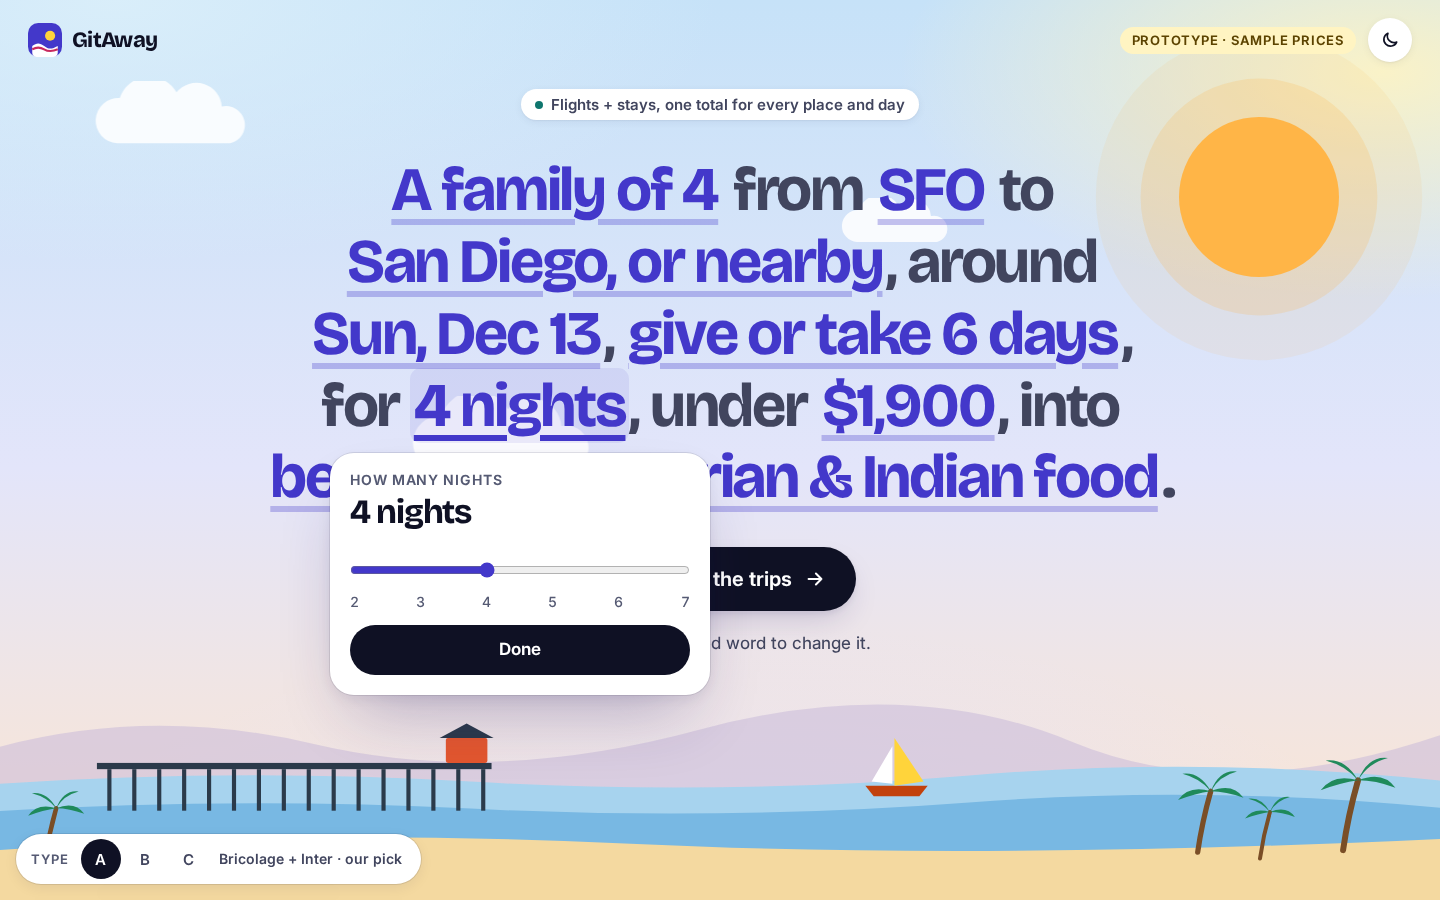 GitAway
PROTOTYPE · SAMPLE PRICES
Flights + stays, one total for every place and day
A family of 4 from SFO to
San Diego, or nearby, around
Sun, Dec 13, give or take 6 days,
for 4 nights, under $1,900, into
be rian & Indian food.
HOW MANY NIGHTS
4 nights
2 3 4 5 6 7
Done
the trips →
d word to change it.
TYPE A B C Bricolage + Inter · our pick